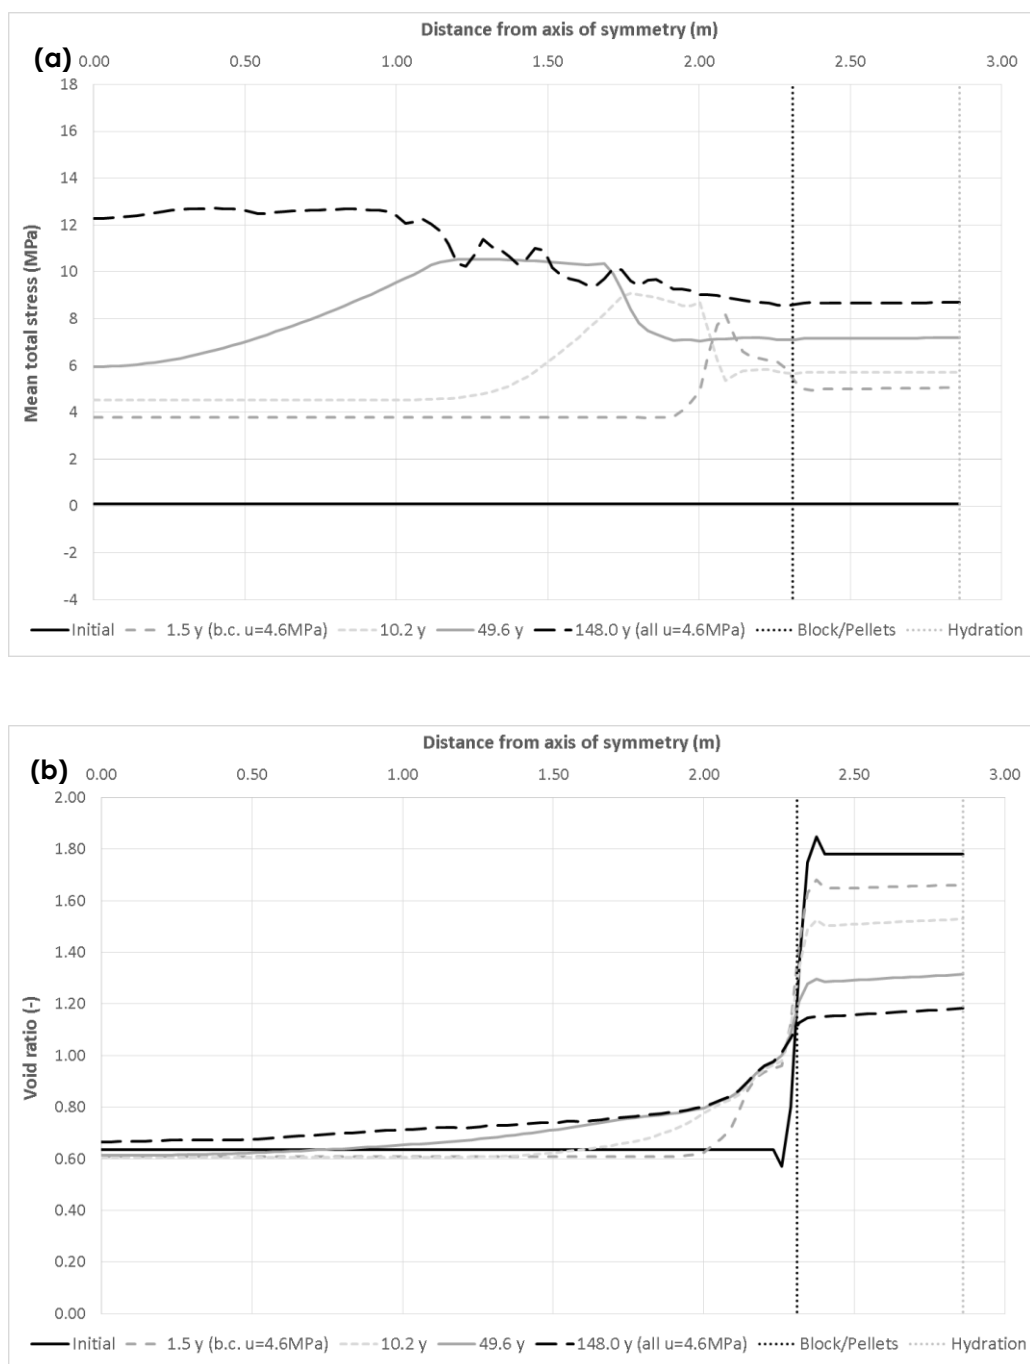 Distance from axis of symmetry (m)
(a)
0.00 0.50 1.00 1.50 2.00 2.50 3.00
18
16
14
12
10
8
6
4
2
0
-2
-4
Mean total stress (MPa)
Initial 1.5 y (b.c. u=4.6MPa) 10.2 y 49.6 y 148.0 y (all u=4.6MPa) Block/Pellets Hydration
Distance from axis of symmetry (m)
(b)
0.00 0.50 1.00 1.50 2.00 2.50 3.00
2.00
1.80
1.60
1.40
1.20
1.00
0.80
0.60
0.40
0.20
0.00
Void ratio (-)
Initial 1.5 y (b.c. u=4.6MPa) 10.2 y 49.6 y 148.0 y (all u=4.6MPa) Block/Pellets Hydration